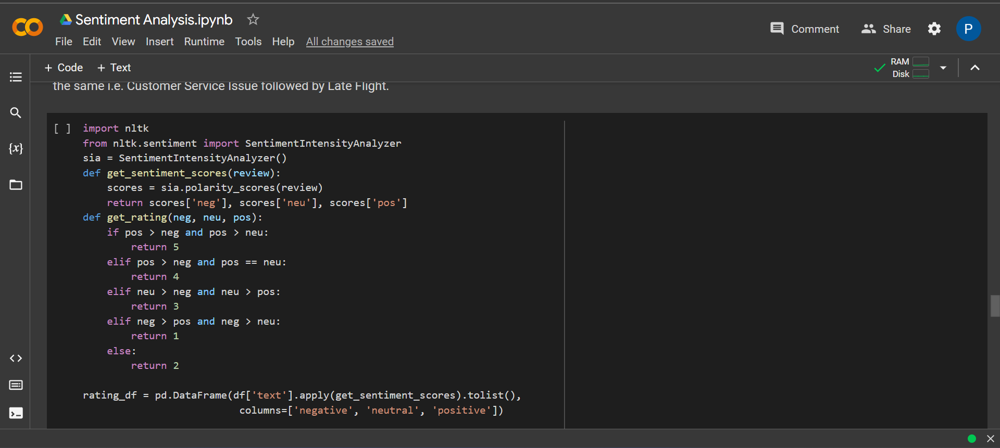 Sentiment Analysis.ipynb
File Edit View Insert Runtime Tools Help All changes saved
Comment Share P
+ Code + Text
RAM
Disk
the same i.e. Customer Service Issue followed by Late Flight.
[ ] import nltk
from nltk.sentiment import SentimentIntensityAnalyzer
sia = SentimentIntensityAnalyzer()
def get_sentiment_scores(review):
    scores = sia.polarity_scores(review)
    return scores['neg'], scores['neu'], scores['pos']
def get_rating(neg, neu, pos):
    if pos > neg and pos > neu:
        return 5
    elif pos > neg and pos == neu:
        return 4
    elif neu > neg and neu > pos:
        return 3
    elif neg > pos and neg > neu:
        return 1
    else:
        return 2
rating_df = pd.DataFrame(df['text'].apply(get_sentiment_scores).tolist(),
                          columns=['negative', 'neutral', 'positive'])